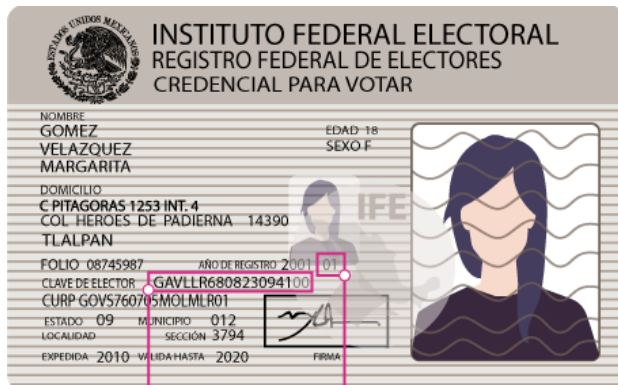 ESTADOS UNIDOS MEXICANOS
INSTITUTO FEDERAL ELECTORAL
REGISTRO FEDERAL DE ELECTORES
CREDENCIAL PARA VOTAR
NOMBRE
GOMEZ EDAD 18
VELAZQUEZ SEXO F
MARGARITA
DOMICILIO
C PITAGORAS 1253 INT. 4
COL HEROES DE PADIERNA 14390
IFE
TLALPAN
FOLIO 08745987 AÑO DE REGISTRO 2001 01
CLAVE DE ELECTOR GAVLLR680823094100
CURP GOVS760705MOLMLR01
ESTADO 09 MUNICIPIO 012
LOCALIDAD SECCIÓN 3794
EXPEDIDA 2010 VALIDA HASTA 2020 FIRMA